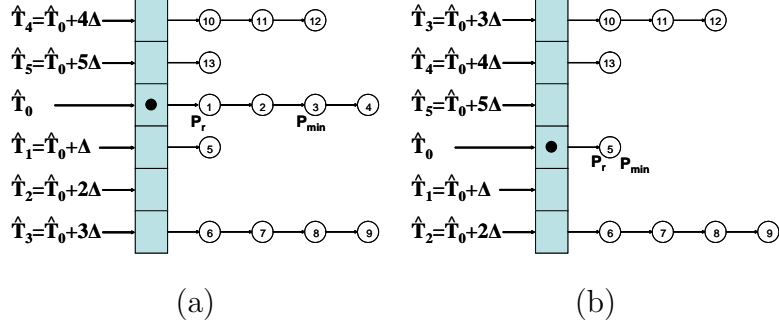 T̂₄=T̂₀+4Δ 10 11 12
T̂₅=T̂₀+5Δ 13
T̂₀ 1 2 3 4
Pr Pmin
T̂₁=T̂₀+Δ 5
T̂₂=T̂₀+2Δ
T̂₃=T̂₀+3Δ 6 7 8 9
(a)
T̂₃=T̂₀+3Δ 10 11 12
T̂₄=T̂₀+4Δ 13
T̂₅=T̂₀+5Δ
T̂₀ 5
Pr Pmin
T̂₁=T̂₀+Δ
T̂₂=T̂₀+2Δ 6 7 8 9
(b)